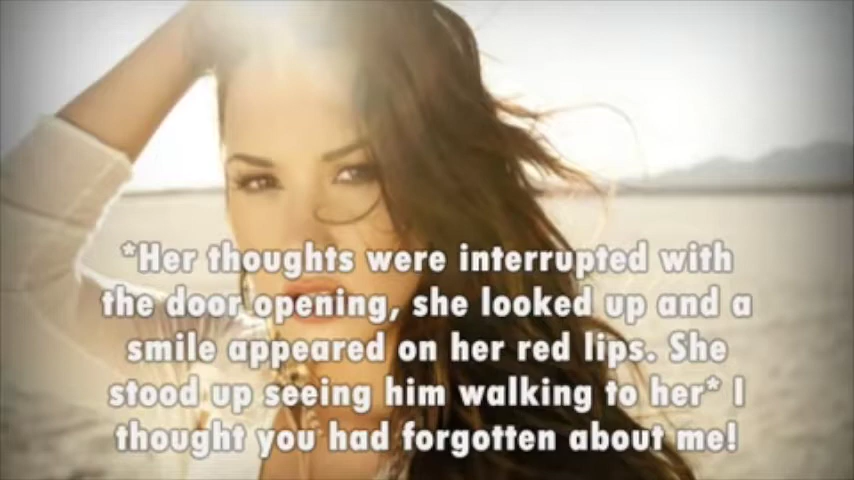 *Her thoughts were interrupted with
the door opening, she looked up and a
smile appeared on her red lips. She
stood up seeing him walking to her* I
thought you had forgotten about me!